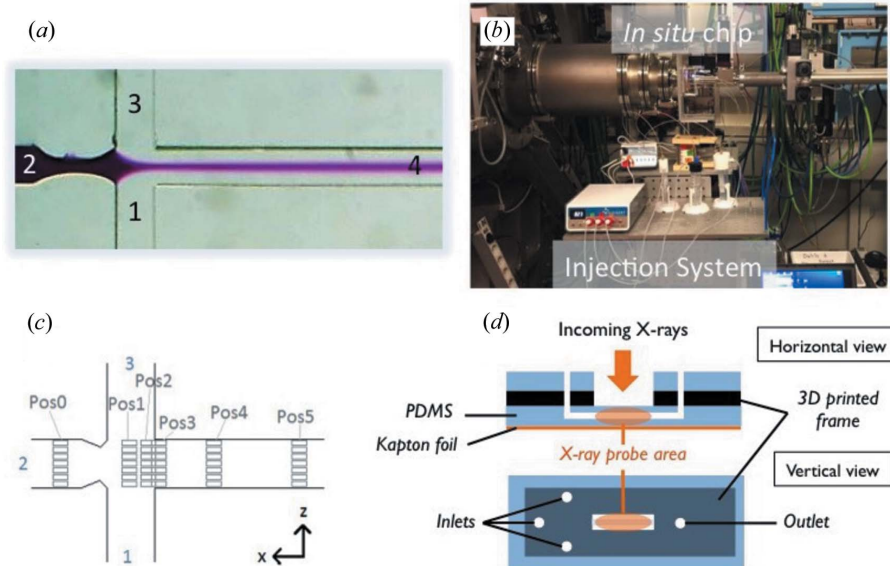 (a)
3
2
4
1
(b)
In situ chip
Injection System
(c)
3
Pos2
Pos0
Pos1
Pos3
Pos4
Pos5
2
z
x
1
(d)
Incoming X-rays
Horizontal view
PDMS
3D printed
frame
Kapton foil
X-ray probe area
Vertical view
Inlets
Outlet